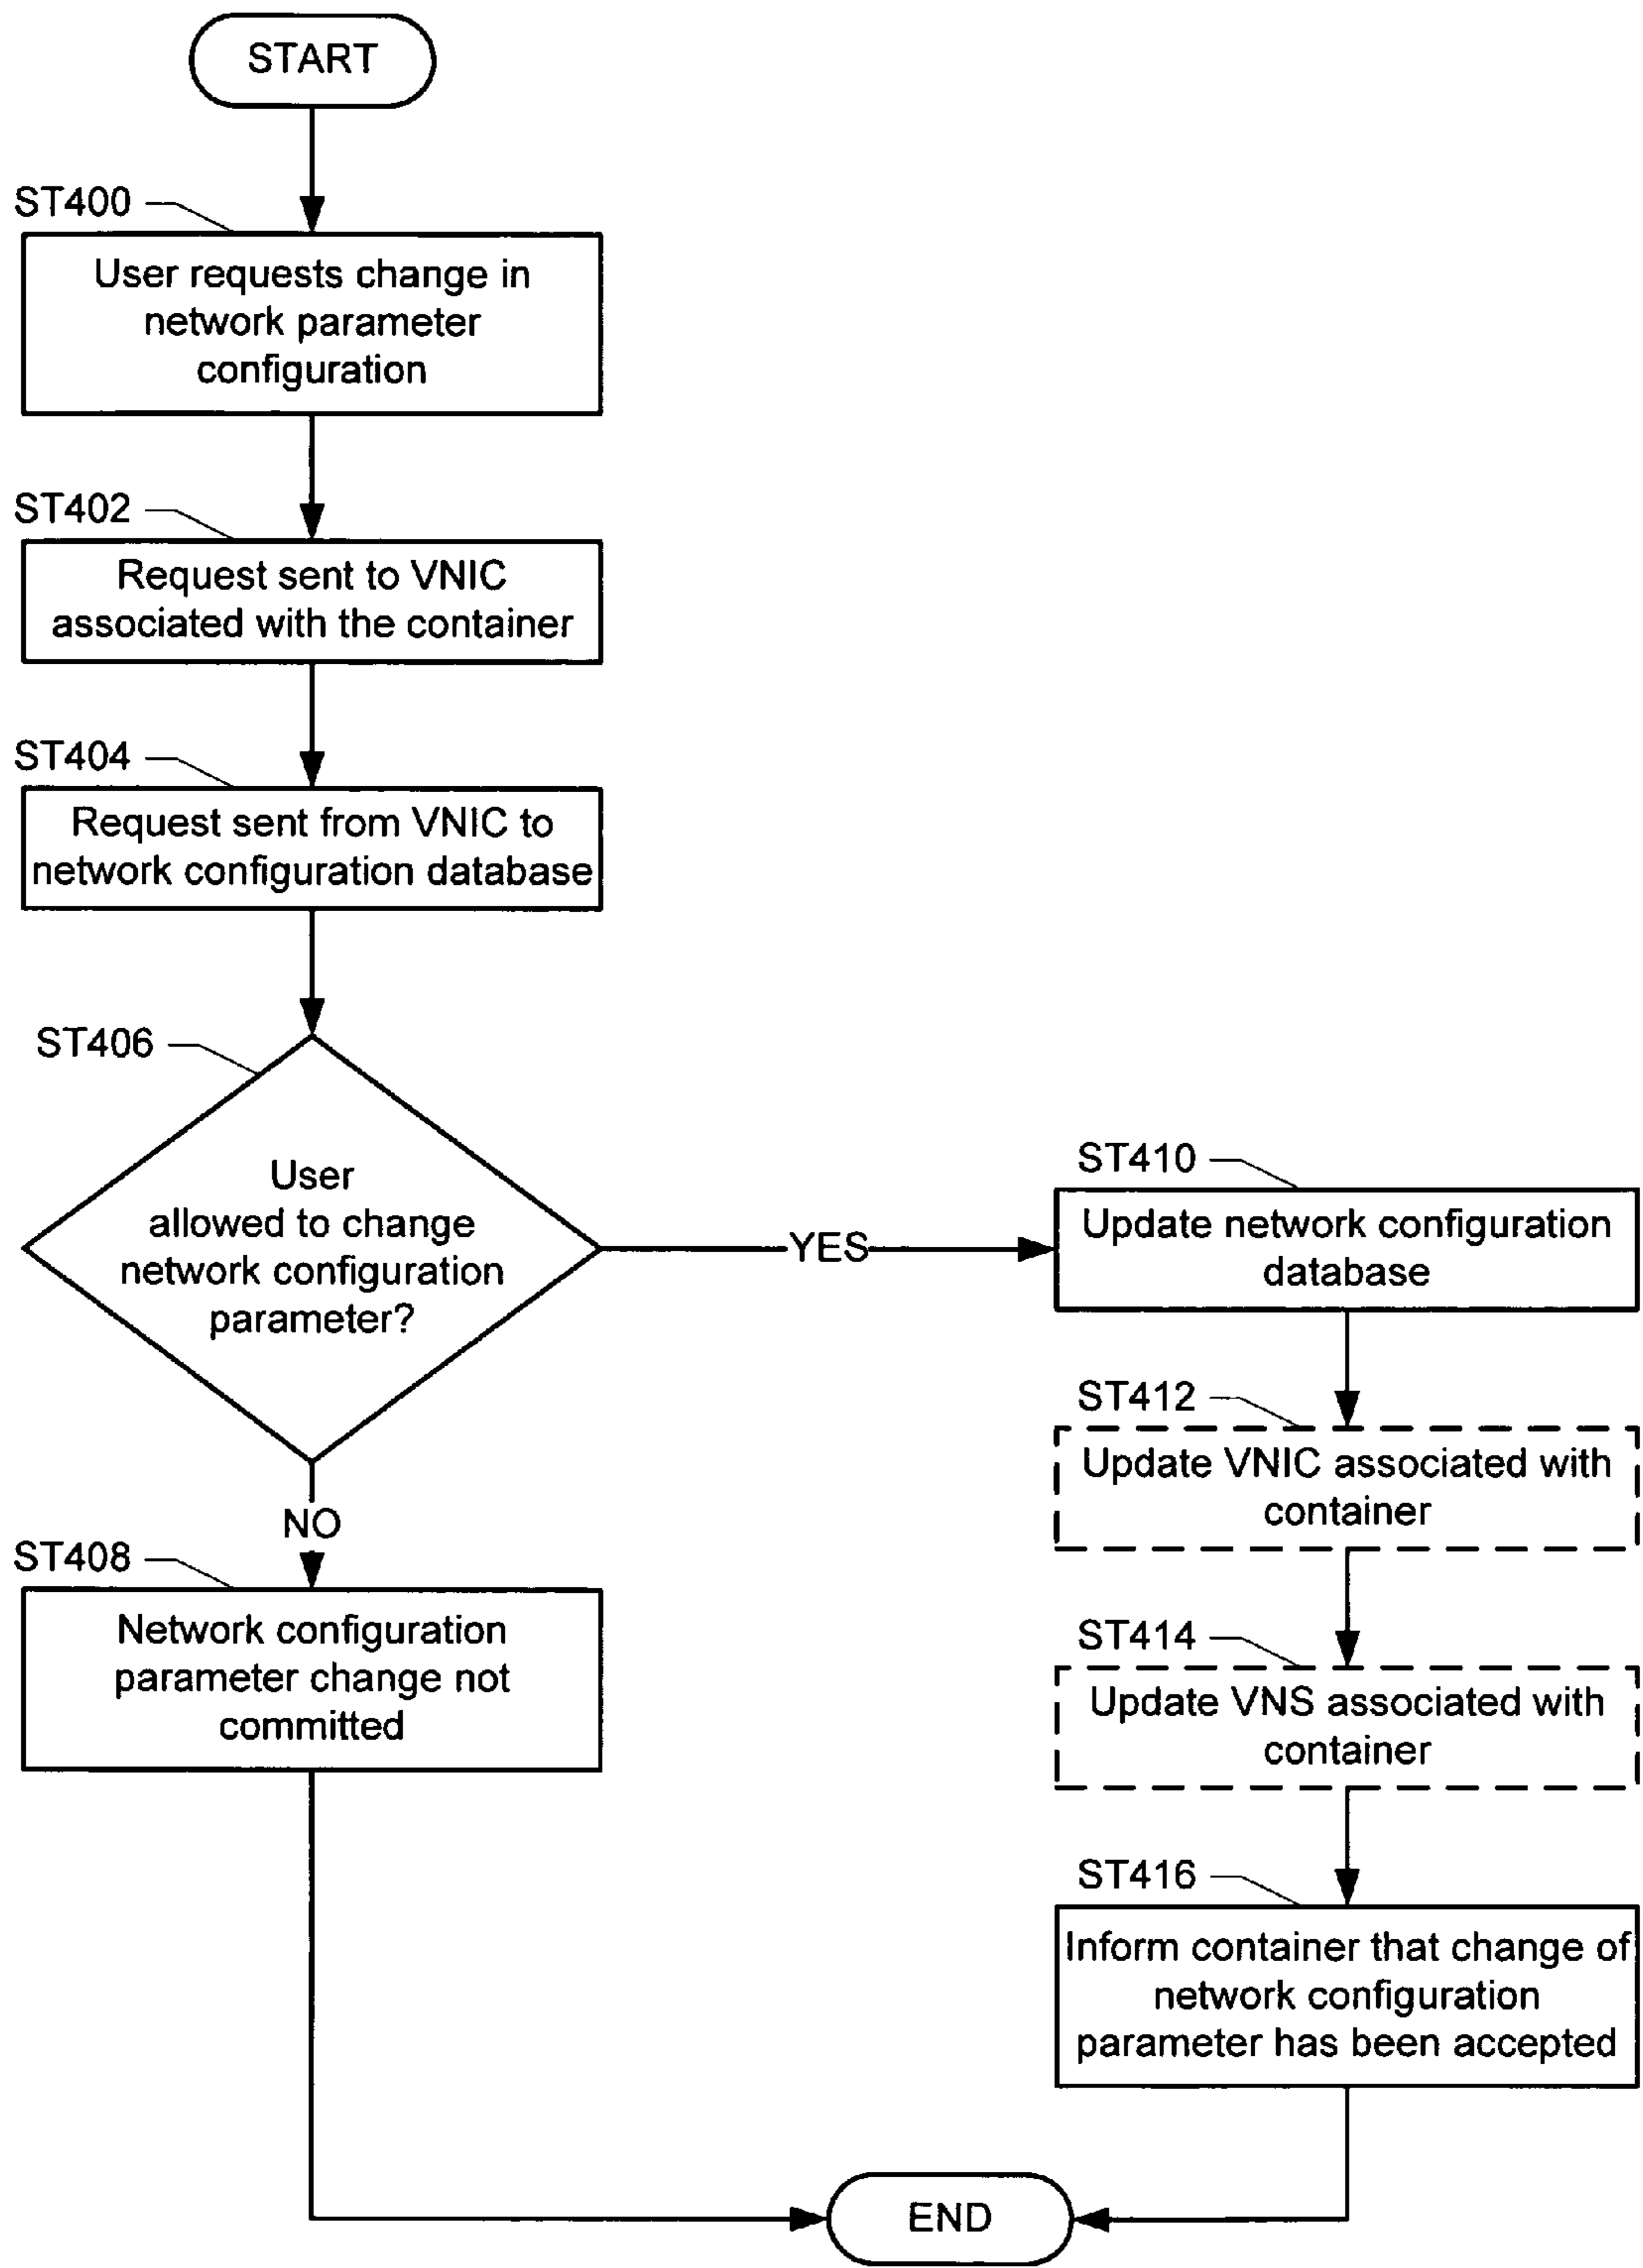 START
ST400
User requests change in
network parameter
configuration
ST402
Request sent to VNIC
associated with the container
ST404
Request sent from VNIC to
network configuration database
ST406
User
allowed to change
network configuration
parameter?
YES
NO
ST408
Network configuration
parameter change not
committed
ST410
Update network configuration
database
ST412
Update VNIC associated with
container
ST414
Update VNS associated with
container
ST416
Inform container that change of
network configuration
parameter has been accepted
END